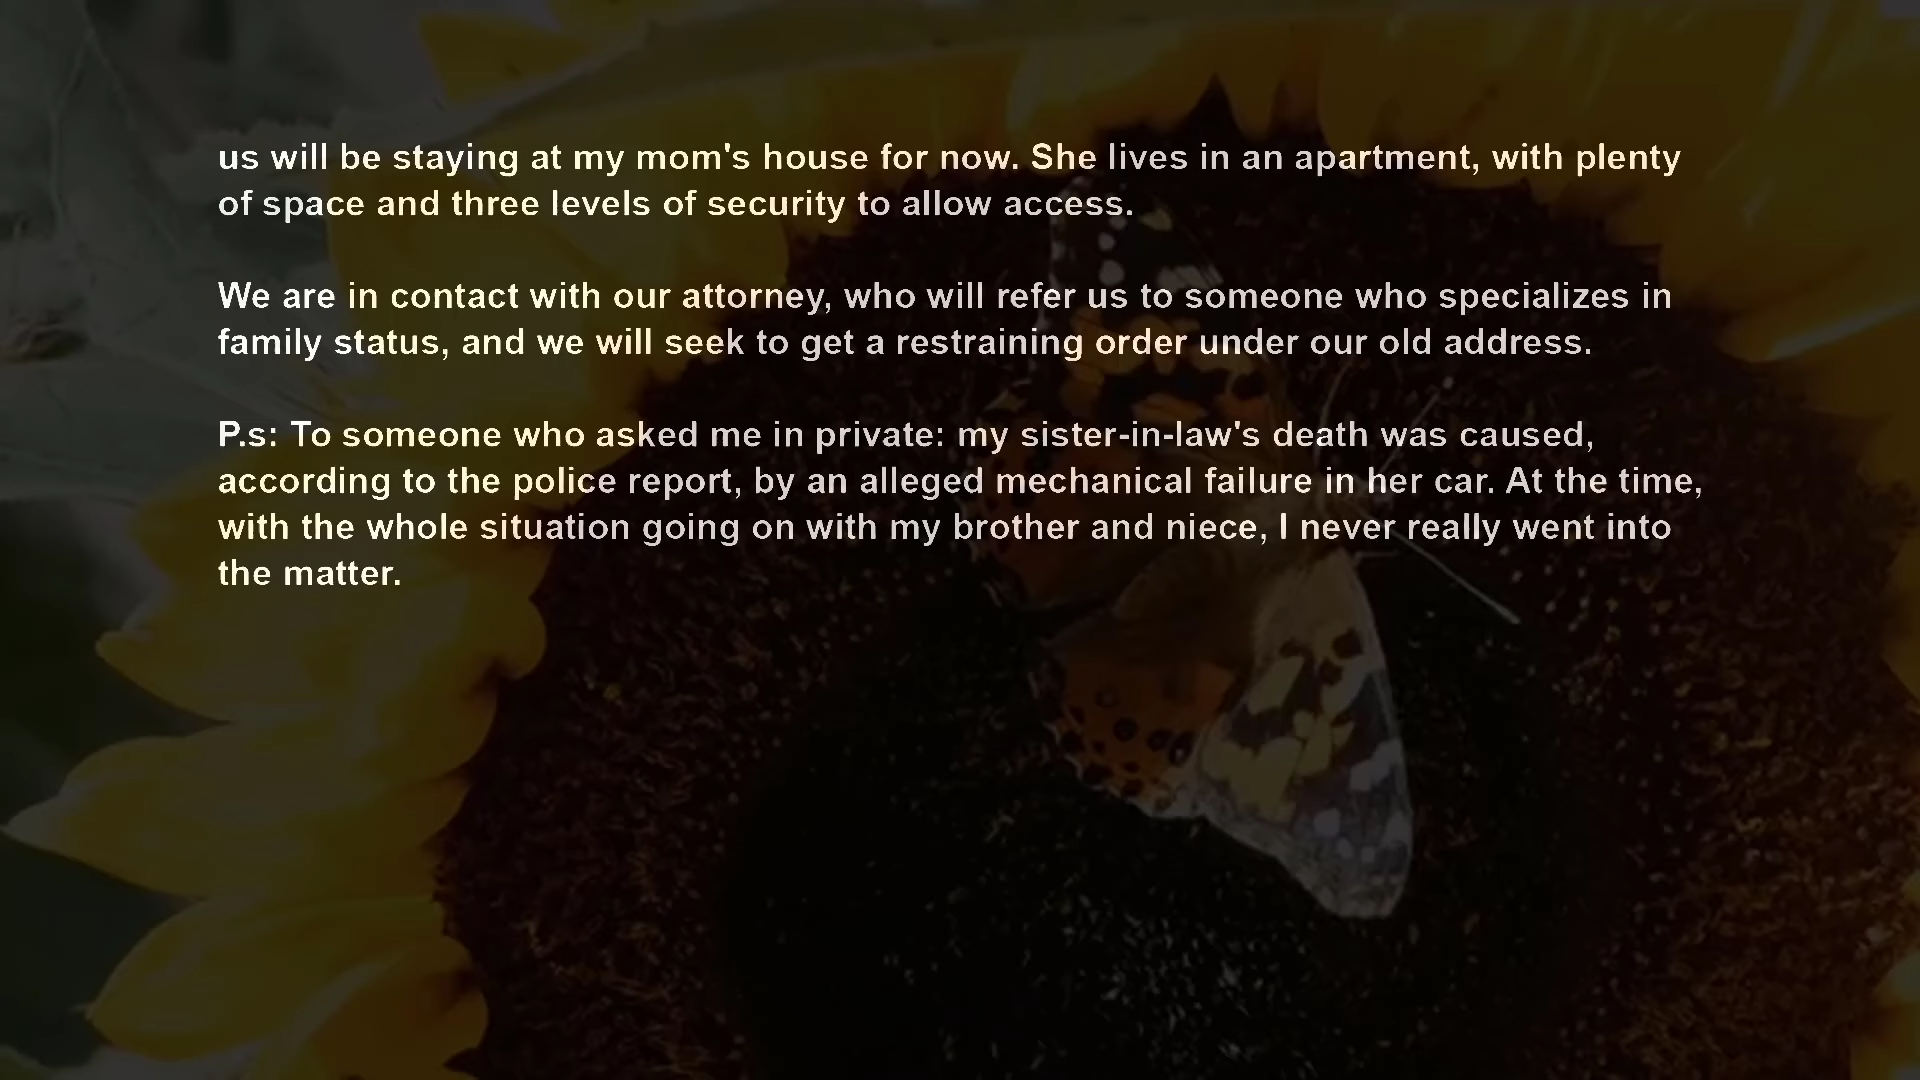 us will be staying at my mom's house for now. She lives in an apartment, with plenty
of space and three levels of security to allow access.
We are in contact with our attorney, who will refer us to someone who specializes in
family status, and we will seek to get a restraining order under our old address.
P.s: To someone who asked me in private: my sister-in-law's death was caused,
according to the police report, by an alleged mechanical failure in her car. At the time,
with the whole situation going on with my brother and niece, I never really went into
the matter.